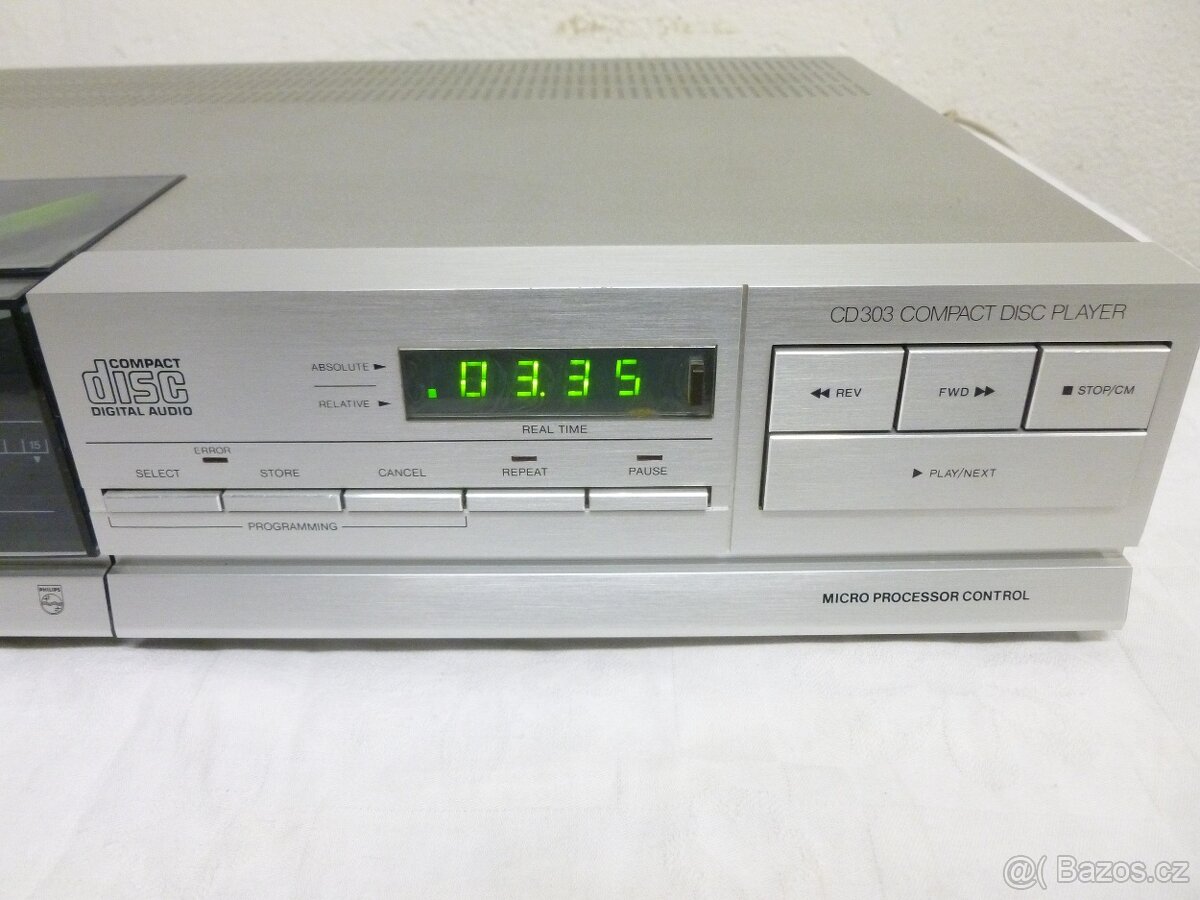 CD303 COMPACT DISC PLAYER
COMPACT
disc
DIGITAL AUDIO
ABSOLUTE ►
RELATIVE ►
.03.35
REAL TIME
◀◀ REV
FWD ▶▶
■ STOP/CM
► PLAY/NEXT
15
ERROR
SELECT
STORE
CANCEL
REPEAT
PAUSE
PROGRAMMING
PHILIPS
MICRO PROCESSOR CONTROL
@( Bazos.cz